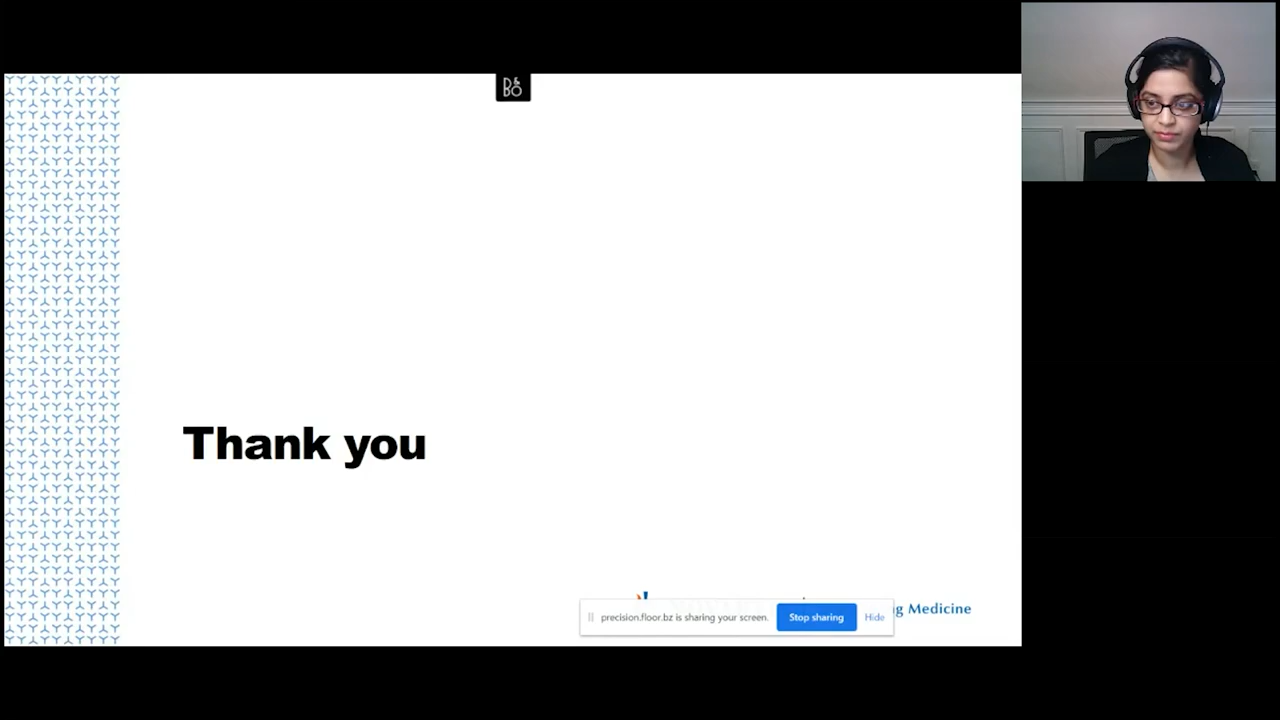 B&O
Thank you
precision.floor.bz is sharing your screen.
Stop sharing
Hide
Medicine